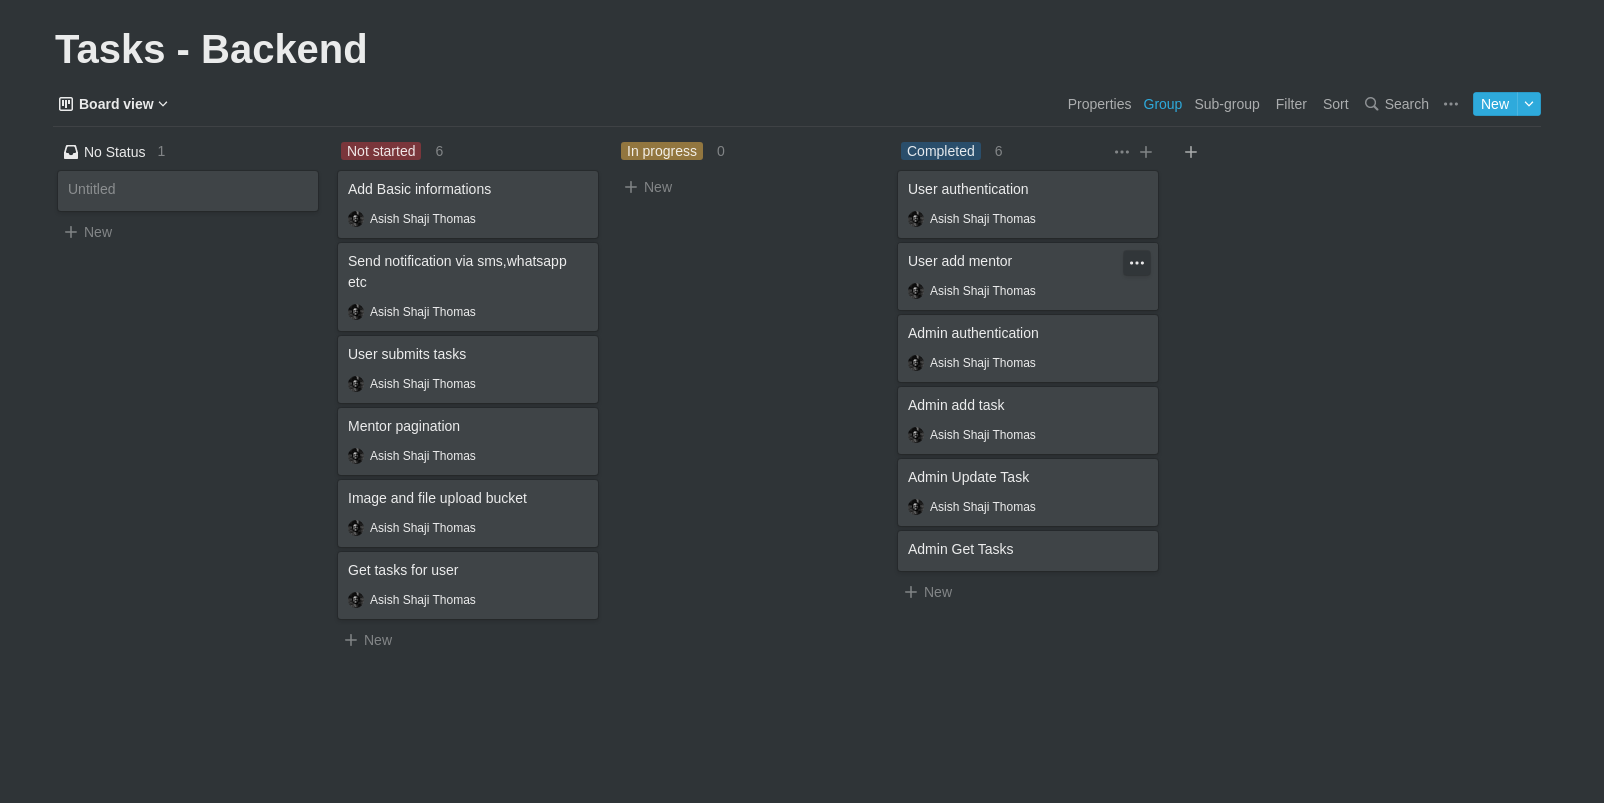 Tasks - Backend
Board view
Properties Group Sub-group Filter Sort Search New
No Status 1
Untitled
New
Not started 6
Add Basic informations
Asish Shaji Thomas
Send notification via sms,whatsapp
etc
Asish Shaji Thomas
User submits tasks
Asish Shaji Thomas
Mentor pagination
Asish Shaji Thomas
Image and file upload bucket
Asish Shaji Thomas
Get tasks for user
Asish Shaji Thomas
New
In progress 0
New
Completed 6
User authentication
Asish Shaji Thomas
User add mentor
Asish Shaji Thomas
Admin authentication
Asish Shaji Thomas
Admin add task
Asish Shaji Thomas
Admin Update Task
Asish Shaji Thomas
Admin Get Tasks
New